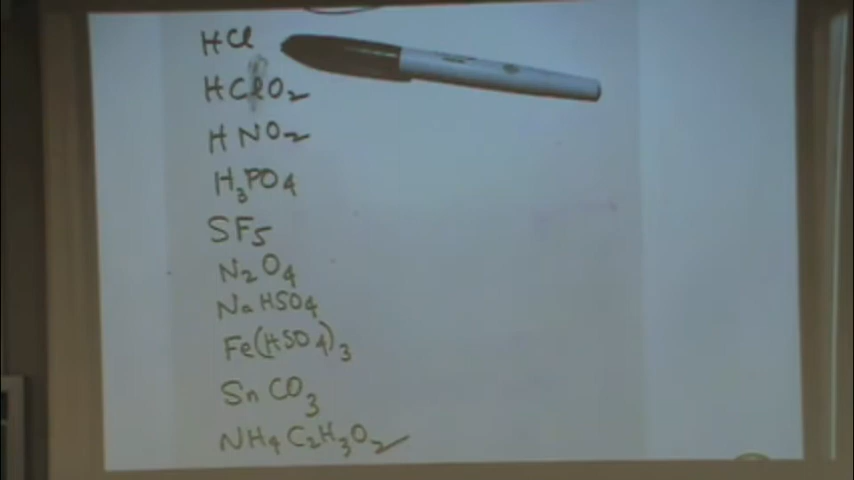 HCl
HClO2
HNO2
H3PO4
SF5
N2O4
NaHSO4
Fe(HSO4)3
SnCO3
NH4C2H3O2